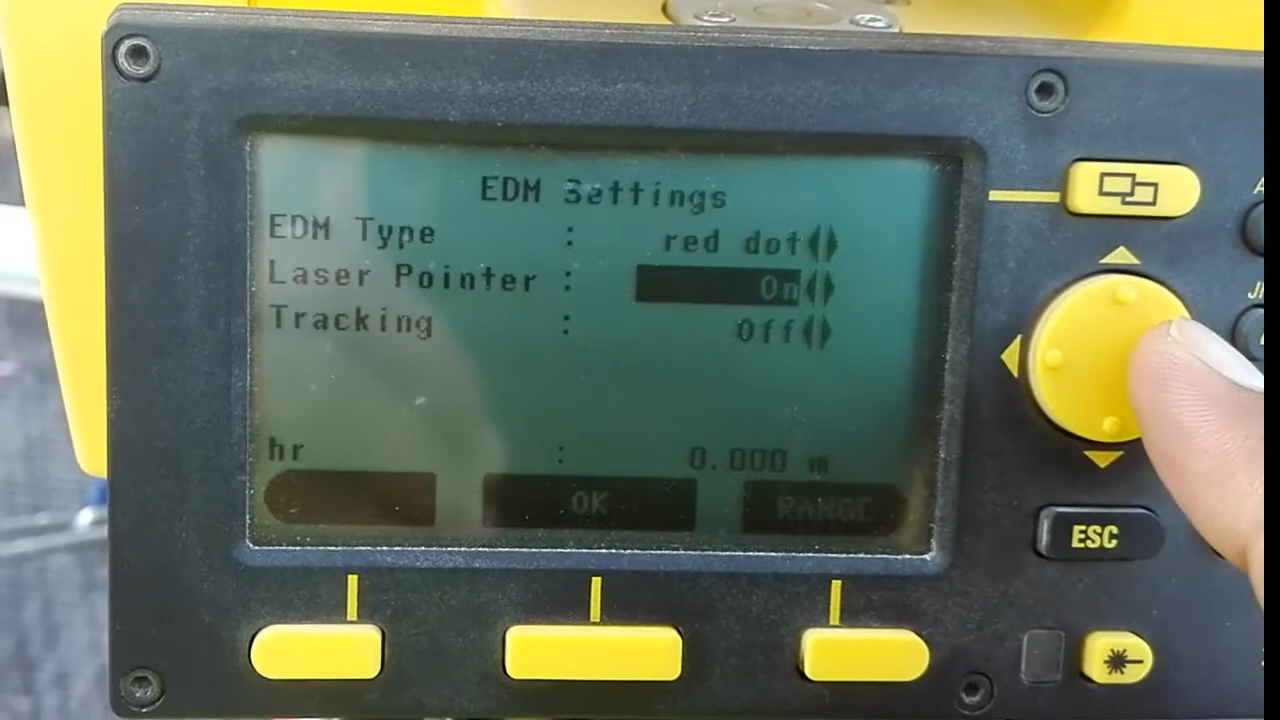 EDM Settings
EDM Type : red dot
Laser Pointer : On
Tracking : Off
hr : 0.000 m
OK RANGE
ESC